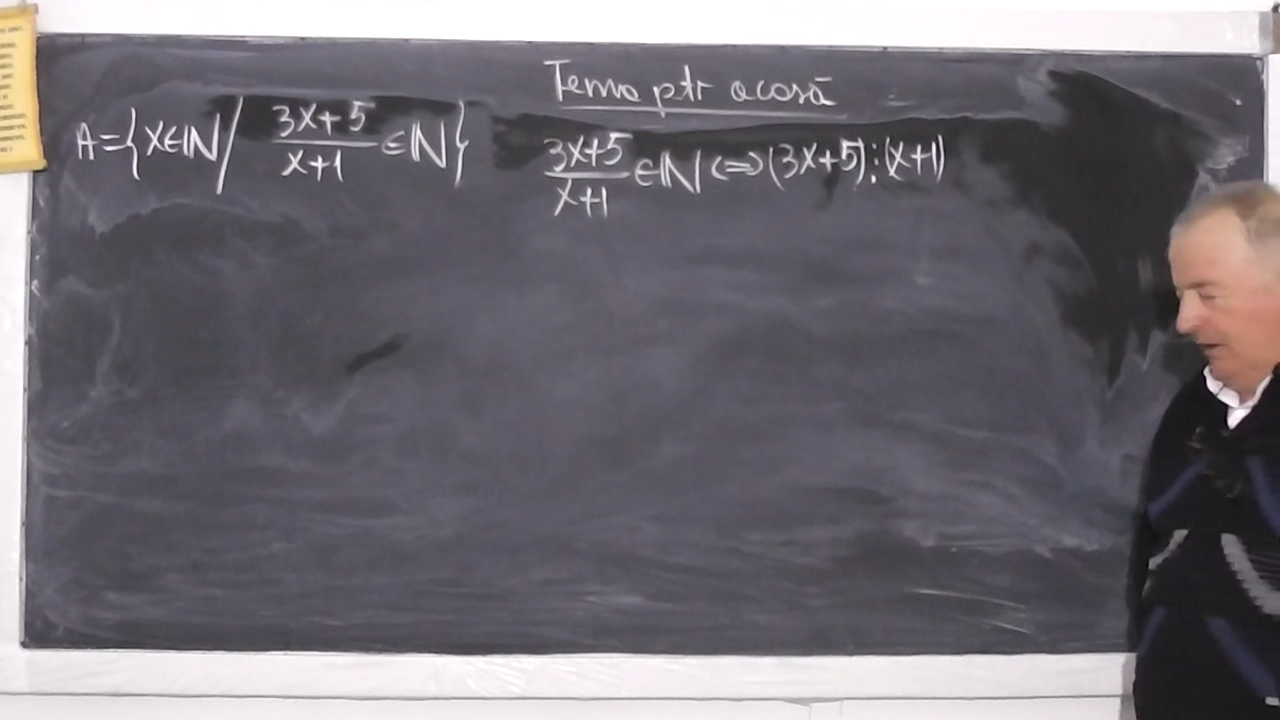 Tema ptr acasă
A={x∈ℕ/ (3x+5)/(x+1) ∈ℕ}
(3x+5)/(x+1) ∈ℕ ⇔ (3x+5)⋮(x+1)